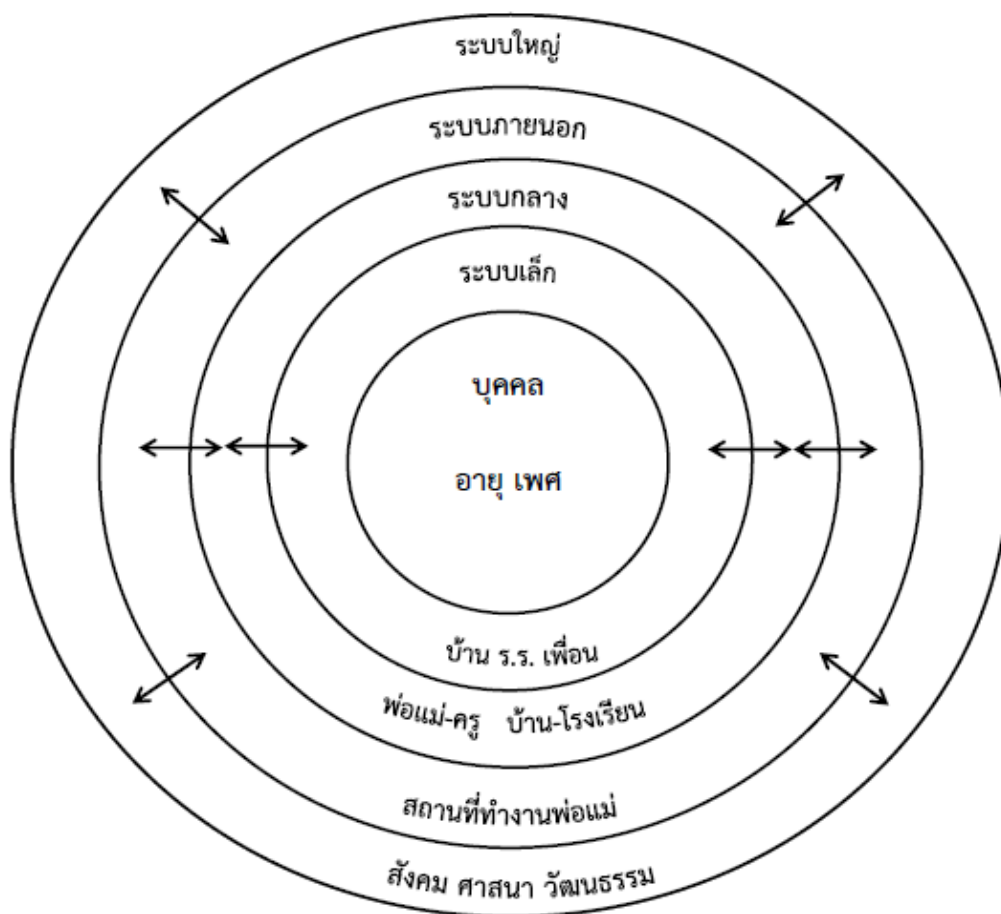 ระบบใหญ่
ระบบภายนอก
ระบบกลาง
ระบบเล็ก
บุคคล
อายุ เพศ
บ้าน ร.ร. เพื่อน
พ่อแม่-ครู บ้าน-โรงเรียน
สถานที่ทำงานพ่อแม่
สังคม ศาสนา วัฒนธรรม